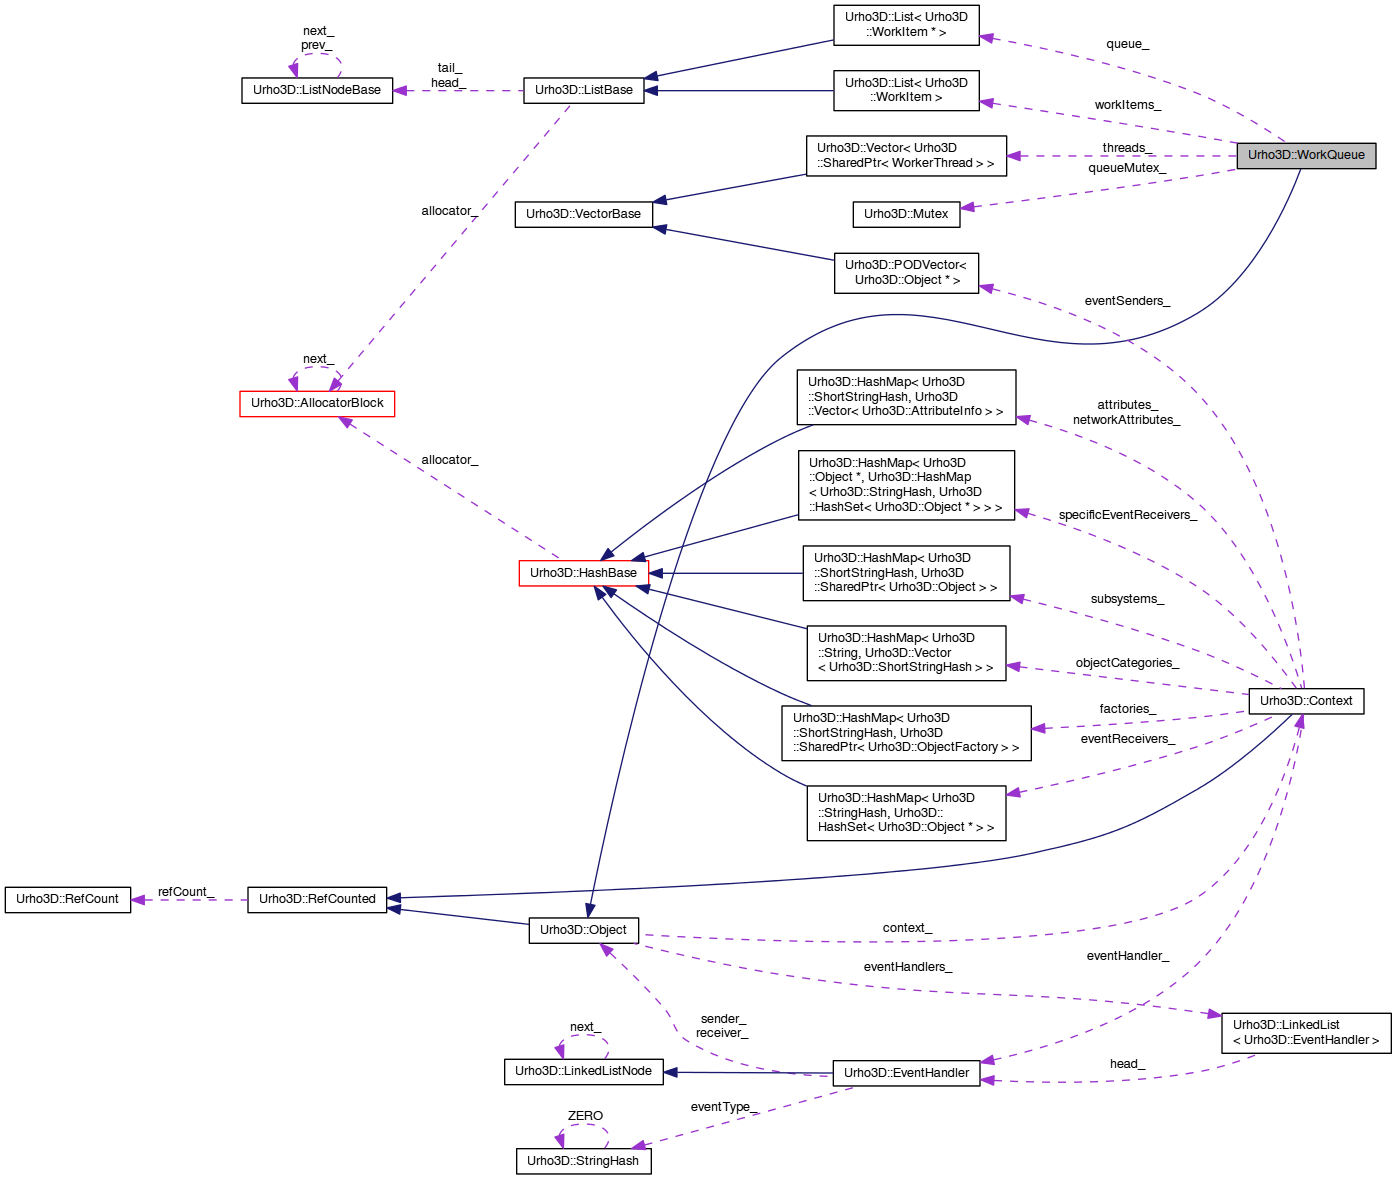 Urho3D::List< Urho3D
::WorkItem * >
next_
prev_
queue_
tail_
head_
Urho3D::ListNodeBase
Urho3D::ListBase
Urho3D::List< Urho3D
::WorkItem >
workItems_
Urho3D::Vector< Urho3D
::SharedPtr< WorkerThread > >
threads_
Urho3D::WorkQueue
queueMutex_
allocator_
Urho3D::VectorBase
Urho3D::Mutex
Urho3D::PODVector<
Urho3D::Object * >
eventSenders_
next_
Urho3D::AllocatorBlock
Urho3D::HashMap< Urho3D
::ShortStringHash, Urho3D
::Vector< Urho3D::AttributeInfo > >
attributes_
networkAttributes_
allocator_
Urho3D::HashMap< Urho3D
::Object *, Urho3D::HashMap
< Urho3D::StringHash, Urho3D
::HashSet< Urho3D::Object * > > >
specificEventReceivers_
Urho3D::HashBase
Urho3D::HashMap< Urho3D
::ShortStringHash, Urho3D
::SharedPtr< Urho3D::Object > >
subsystems_
Urho3D::HashMap< Urho3D
::String, Urho3D::Vector
< Urho3D::ShortStringHash > >
objectCategories_
Urho3D::Context
Urho3D::HashMap< Urho3D
::ShortStringHash, Urho3D
::SharedPtr< Urho3D::ObjectFactory > >
factories_
eventReceivers_
Urho3D::HashMap< Urho3D
::StringHash, Urho3D::
HashSet< Urho3D::Object * > >
Urho3D::RefCount
refCount_
Urho3D::RefCounted
Urho3D::Object
context_
eventHandlers_
eventHandler_
sender_
receiver_
Urho3D::LinkedList
< Urho3D::EventHandler >
next_
Urho3D::LinkedListNode
Urho3D::EventHandler
head_
eventType_
ZERO
Urho3D::StringHash